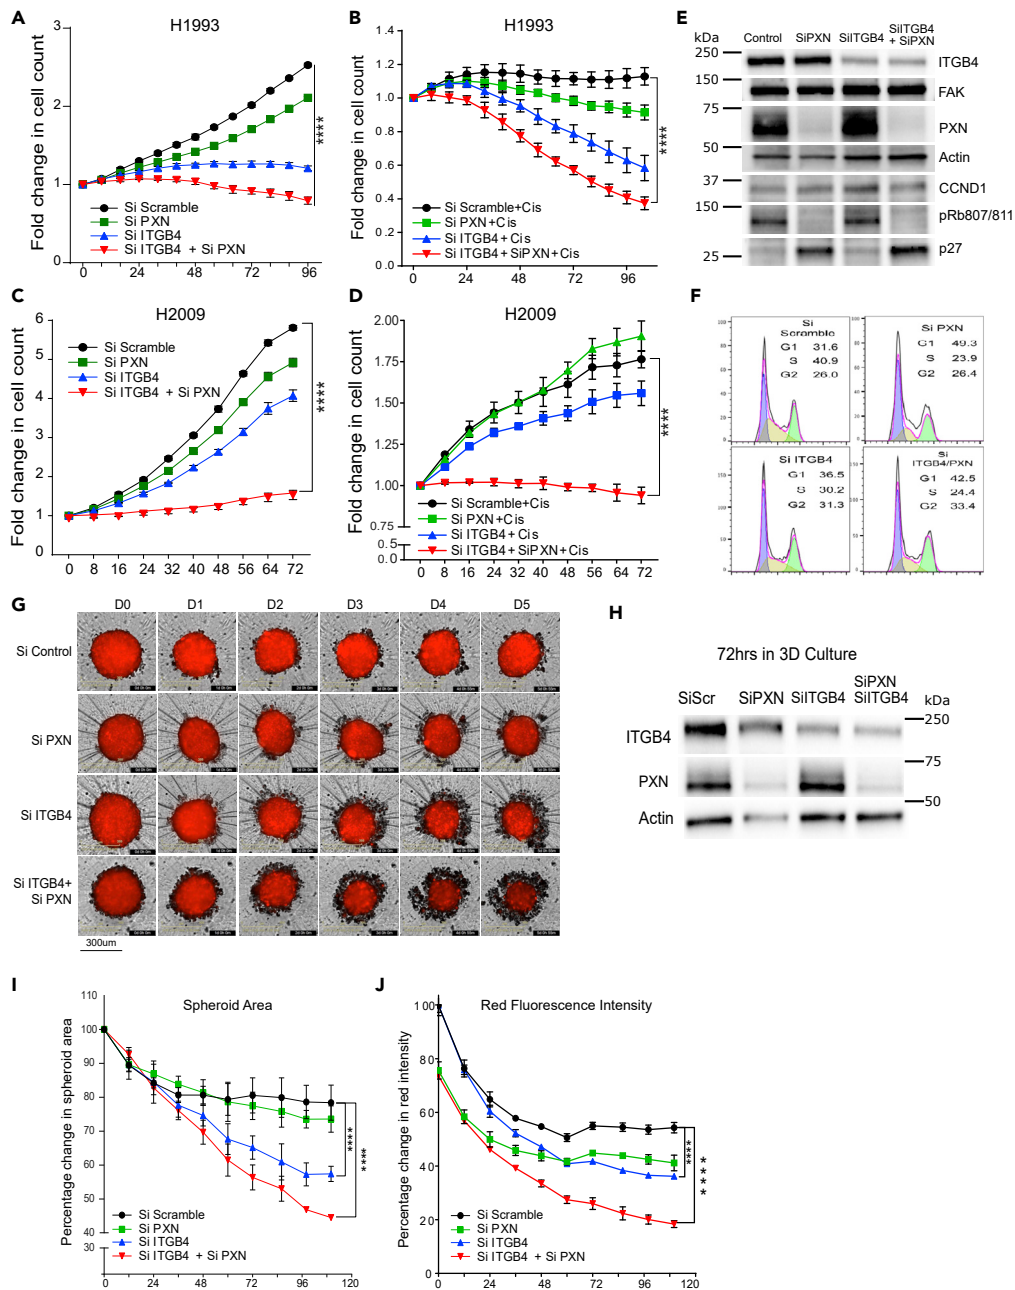 A
H1993
Fold change in cell count
3
2
1
0
0 24 48 72 96
Si Scramble
Si PXN
Si ITGB4
Si ITGB4 + Si PXN
****
B
H1993
Fold change in cell count
1.4
1.2
1.0
0.8
0.6
0.4
0.2
0.0
0 24 48 72 96
Si Scramble+Cis
Si PXN+Cis
Si ITGB4 + Cis
Si ITGB4 + SiPXN+Cis
****
E
kDa
Control SiPXN SiITGB4 SiITGB4
+ SiPXN
250
ITGB4
150
FAK
75
PXN
50
Actin
37
CCND1
150
pRb807/811
p27
25
C
H2009
Fold change in cell count
6
5
4
3
2
1
0
0 8 16 24 32 40 48 56 64 72
Si Scramble
Si PXN
Si ITGB4
Si ITGB4 + Si PXN
****
D
H2009
Fold change in cell count
2.00
1.75
1.50
1.25
1.00
0.75
0.5
0.0
0 8 16 24 32 40 48 56 64 72
Si Scramble+Cis
Si PXN+Cis
Si ITGB4 + Cis
Si ITGB4 + SiPXN+Cis
****
F
Si
Scramble
G1 31.6
S 40.9
G2 26.0
Si PXN
G1 49.3
S 23.9
G2 26.4
Si ITGB4
G1 36.5
S 30.2
G2 31.3
Si
ITGB4/PXN
G1 42.5
S 24.4
G2 33.4
G
D0 D1 D2 D3 D4 D5
Si Control
Si PXN
Si ITGB4
Si ITGB4+
Si PXN
300um
H
72hrs in 3D Culture
SiScr SiPXN SiITGB4 SiPXN
SiITGB4
kDa
250
ITGB4
75
PXN
50
Actin
I
Spheroid Area
Percentage change in spheroid area
110
100
90
80
70
60
50
40
30
0 24 48 72 96 120
Si Scramble
Si PXN
Si ITGB4
Si ITGB4 + Si PXN
****
****
J
Red Fluorescence Intensity
Percentage change in red intensity
100
80
60
40
20
0
0 24 48 72 96 120
Si Scramble
Si PXN
Si ITGB4
Si ITGB4 + Si PXN
****
****